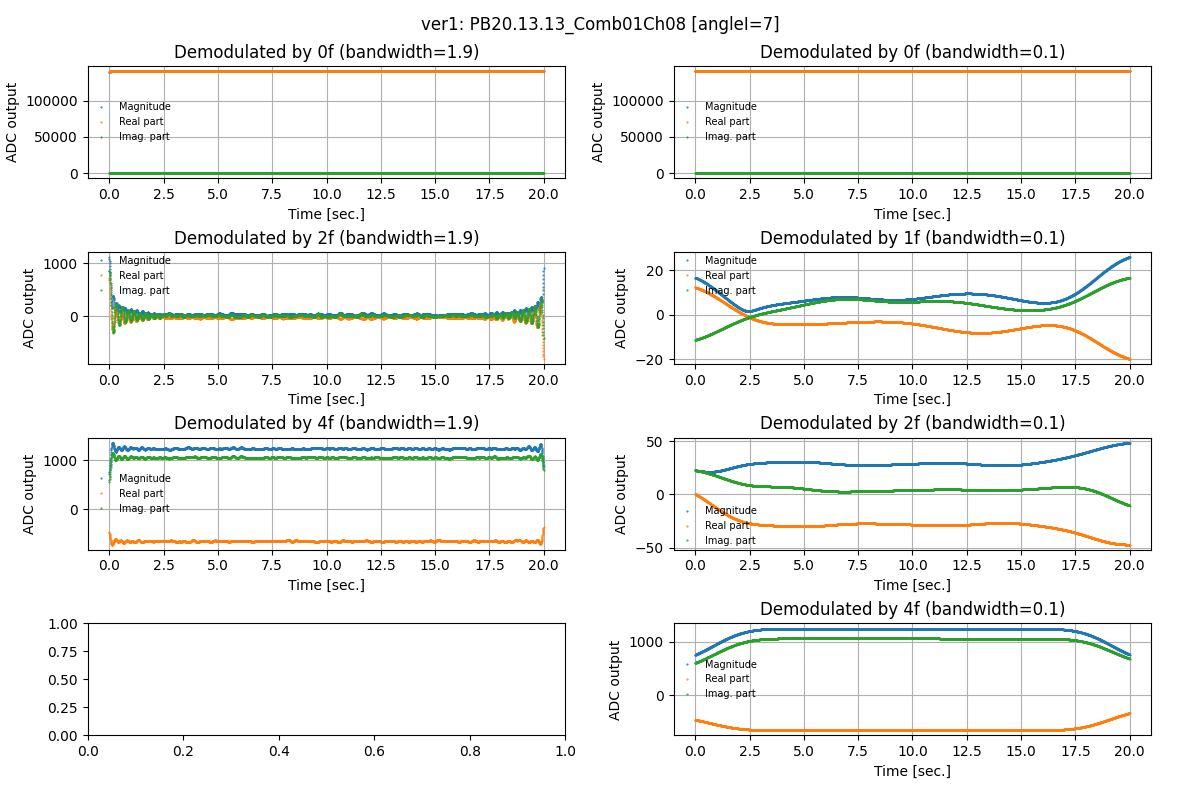 ver1: PB20.13.13_Comb01Ch08 [angleI=7]
Demodulated by 0f (bandwidth=1.9)
ADC output
100000
50000
0
Magnitude
Real part
Imag. part
0.0 2.5 5.0 7.5 10.0 12.5 15.0 17.5 20.0
Time [sec.]
Demodulated by 0f (bandwidth=0.1)
ADC output
100000
50000
0
Magnitude
Real part
Imag. part
0.0 2.5 5.0 7.5 10.0 12.5 15.0 17.5 20.0
Time [sec.]
Demodulated by 2f (bandwidth=1.9)
ADC output
1000
0
Magnitude
Real part
Imag. part
0.0 2.5 5.0 7.5 10.0 12.5 15.0 17.5 20.0
Time [sec.]
Demodulated by 1f (bandwidth=0.1)
ADC output
20
0
−20
Magnitude
Real part
Imag. part
0.0 2.5 5.0 7.5 10.0 12.5 15.0 17.5 20.0
Time [sec.]
Demodulated by 4f (bandwidth=1.9)
ADC output
1000
0
Magnitude
Real part
Imag. part
0.0 2.5 5.0 7.5 10.0 12.5 15.0 17.5 20.0
Time [sec.]
Demodulated by 2f (bandwidth=0.1)
ADC output
50
0
−50
Magnitude
Real part
Imag. part
0.0 2.5 5.0 7.5 10.0 12.5 15.0 17.5 20.0
Time [sec.]
1.00
0.75
0.50
0.25
0.00
0.0 0.2 0.4 0.6 0.8 1.0
Demodulated by 4f (bandwidth=0.1)
ADC output
1000
0
Magnitude
Real part
Imag. part
0.0 2.5 5.0 7.5 10.0 12.5 15.0 17.5 20.0
Time [sec.]